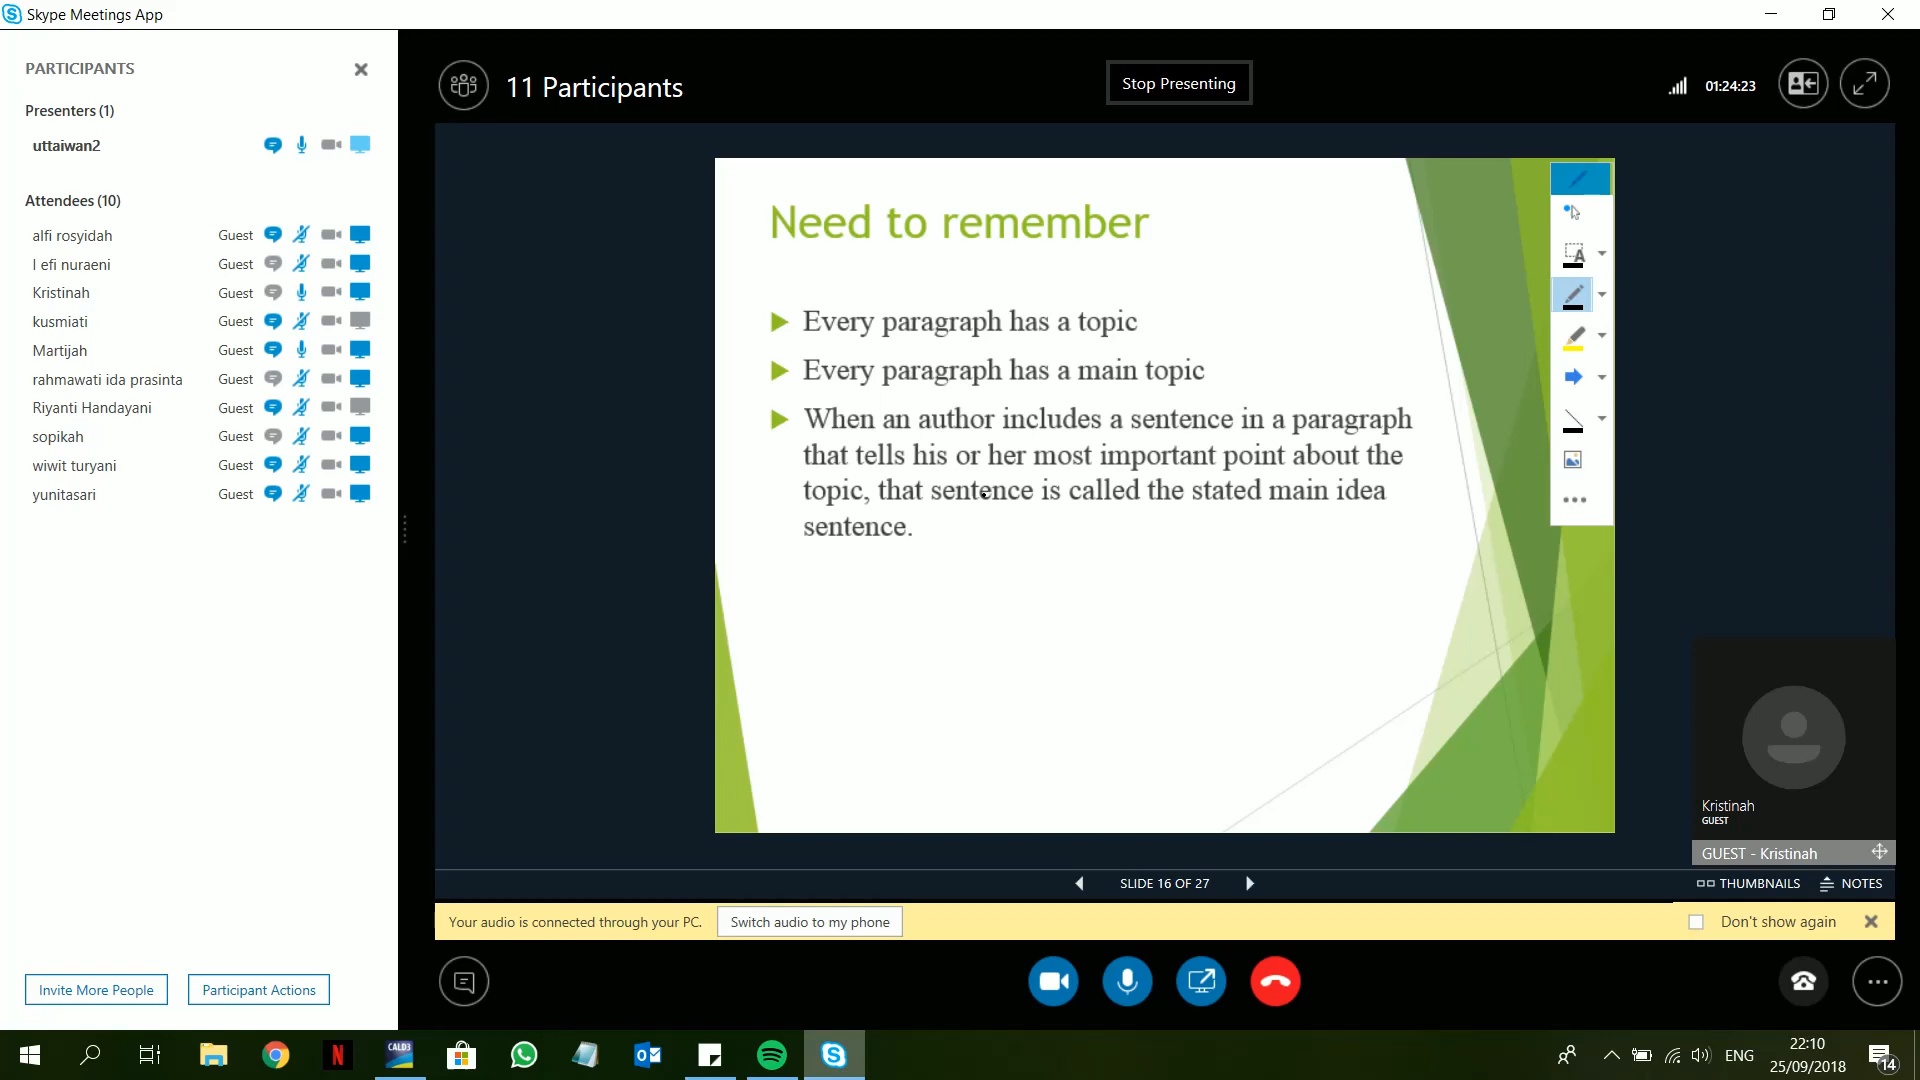 Skype Meetings App
PARTICIPANTS
Presenters (1)
uttaiwan2
Attendees (10)
alfi rosyidah Guest
I efi nuraeni Guest
Kristinah Guest
kusmiati Guest
Martijah Guest
rahmawati ida prasinta Guest
Riyanti Handayani Guest
sopikah Guest
wiwit turyani Guest
yunitasari Guest
Invite More People
Participant Actions
11 Participants
Stop Presenting
01:24:23
Need to remember
Every paragraph has a topic
Every paragraph has a main topic
When an author includes a sentence in a paragraph
that tells his or her most important point about the
topic, that sentence is called the stated main idea
sentence.
A
Kristinah
GUEST
GUEST - Kristinah
SLIDE 16 OF 27
THUMBNAILS
NOTES
Your audio is connected through your PC.
Switch audio to my phone
Don't show again
N
CALD3
ENG
22:10
25/09/2018
14